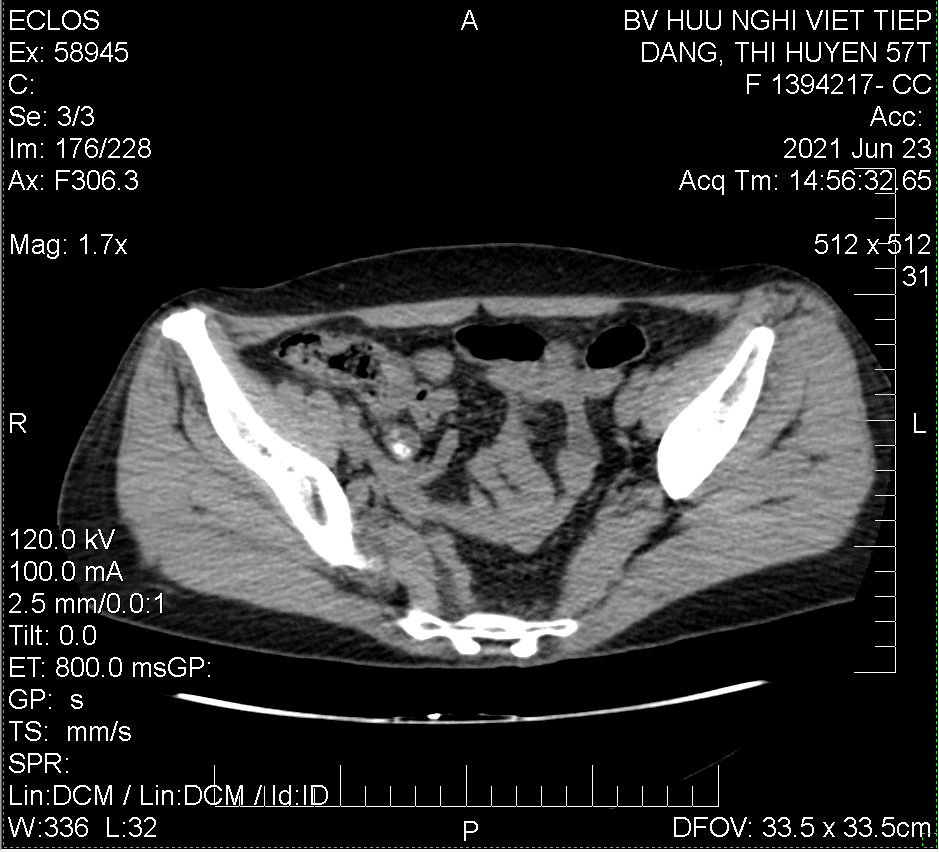 ECLOS
Ex: 58945
C:
Se: 3/3
Im: 176/228
Ax: F306.3
Mag: 1.7x
A
BV HUU NGHI VIET TIEP
DANG, THI HUYEN 57T
F 1394217- CC
Acc:
2021 Jun 23
Acq Tm: 14:56:32.65
512 x 512
31
R
L
120.0 kV
100.0 mA
2.5 mm/0.0:1
Tilt: 0.0
ET: 800.0 msGP:
GP: s
TS: mm/s
SPR:
Lin:DCM / Lin:DCM / Id:ID
W:336 L:32
P
DFOV: 33.5 x 33.5cm